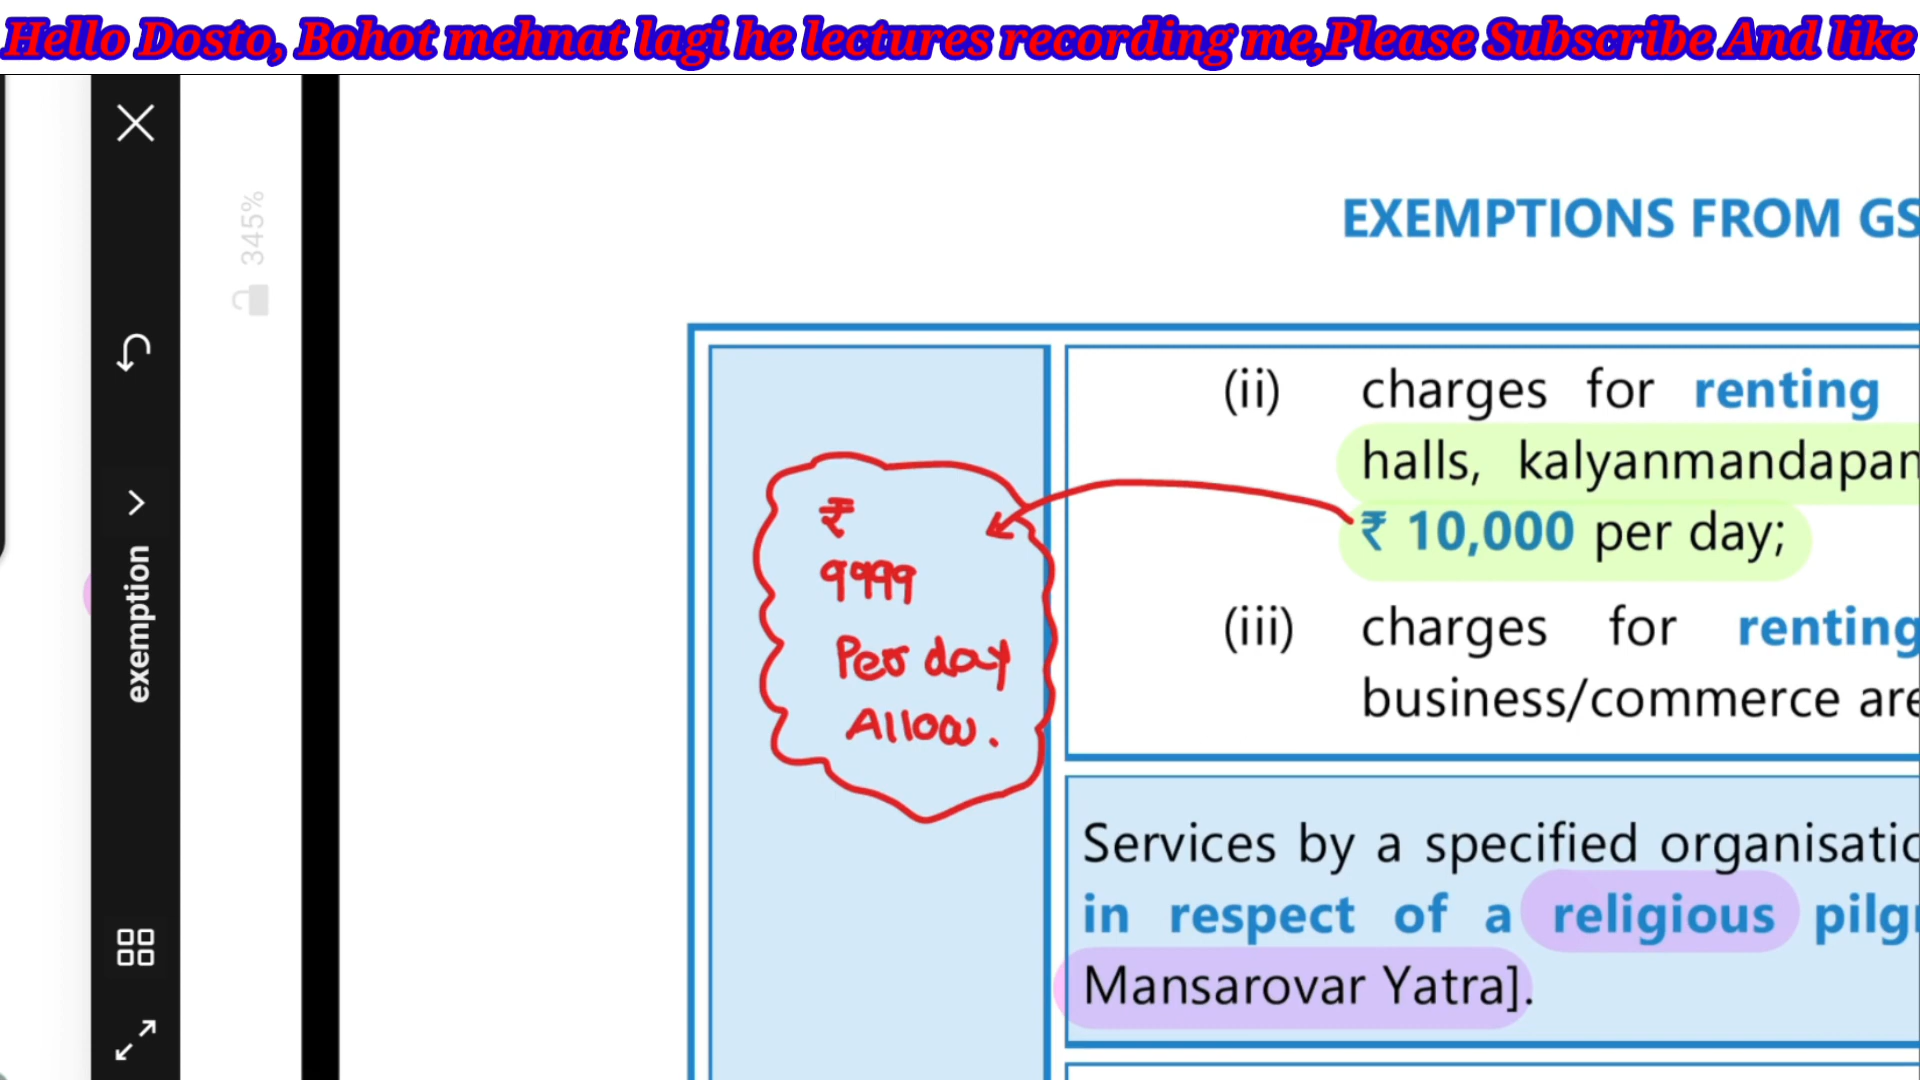 Hello Dosto, Bohot mehnat lagi he lectures recording me,Please Subscribe And like
345%
exemption
EXEMPTIONS FROM GS
(ii) charges for renting
halls, kalyanmandapam
₹ 10,000 per day;
(iii) charges for renting
business/commerce are
₹
9999
Per day
Allow.
Services by a specified organisatio
in respect of a religious pilgr
Mansarovar Yatra].